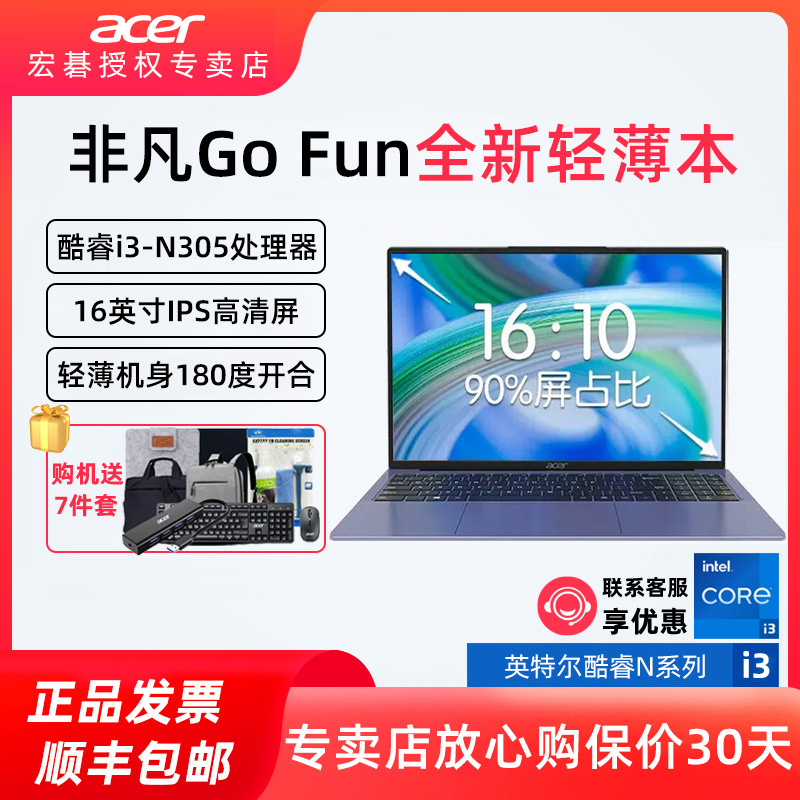 acer
宏碁授权专卖店
非凡Go Fun全新轻薄本
酷睿i3-N305处理器
16英寸IPS高清屏
轻薄机身180度开合
16:10
90%屏占比
acer
购机送
7件套
acer
acer
联系客服
享优惠
intel.
CORE
i3
英特尔酷睿N系列
i3
正品发票
顺丰包邮
专卖店放心购保价30天